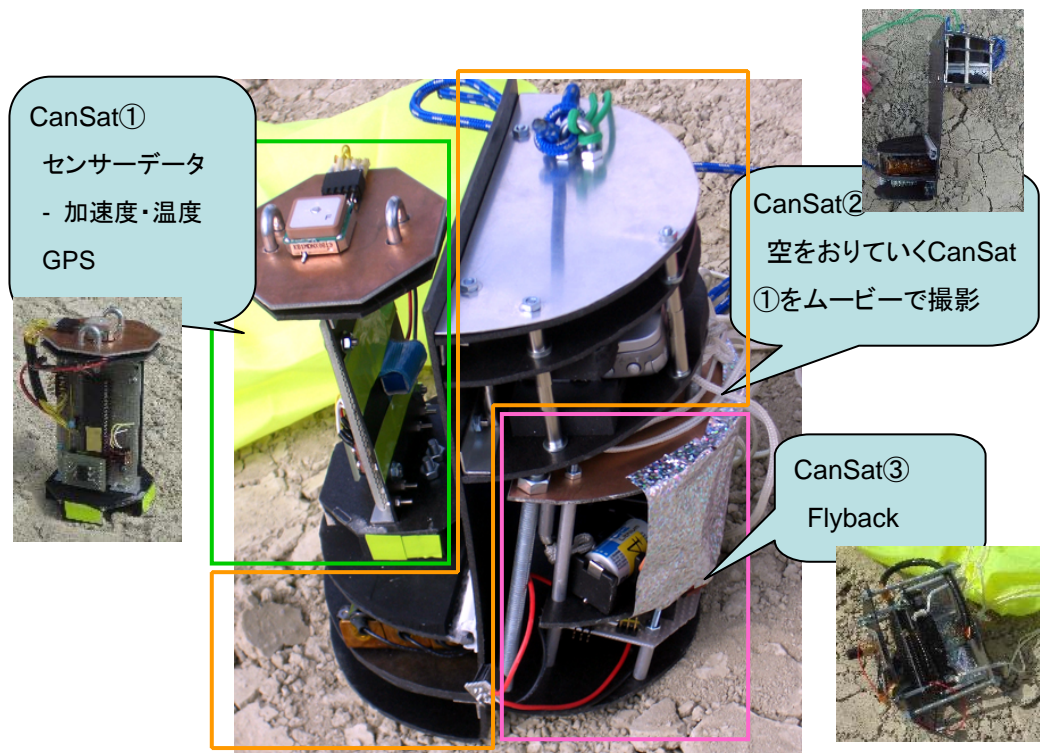 CanSat①
センサーデータ
- 加速度・温度
GPS
CanSat②
空をおりていくCanSat
①をムービーで撮影
CanSat③
Flyback